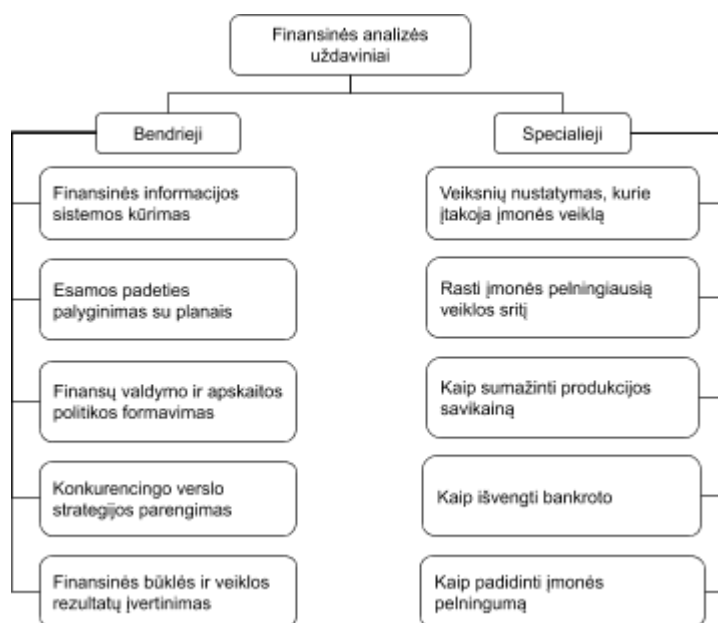 Finansinės analizės
uždaviniai
Bendrieji
Specialieji
Finansinės informacijos
sistemos kūrimas
Esamos padeties
palyginimas su planais
Finansų valdymo ir apskaitos
politikos formavimas
Konkurencingo verslo
strategijos parengimas
Finansinės būklės ir veiklos
rezultatų įvertinimas
Veiksnių nustatymas, kurie
įtakoja įmonės veiklą
Rasti įmonės pelningiausią
veiklos sritį
Kaip sumažinti produkcijos
savikainą
Kaip išvengti bankroto
Kaip padidinti įmonės
pelningumą